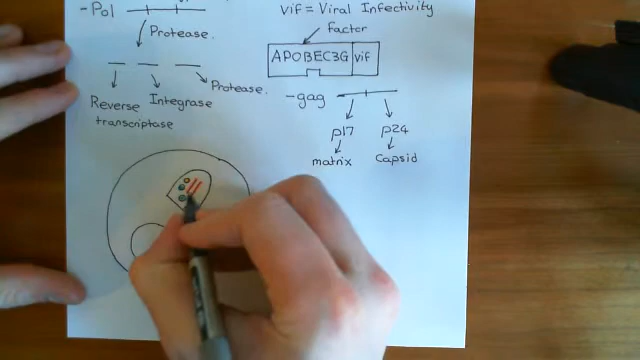 -Pol
Protease.
Reverse transcriptase
Integrase
Protease.
vif = Viral Infectivity
factor
APOBEC3G vif
-gag
p17
p24
matrix
Capsid